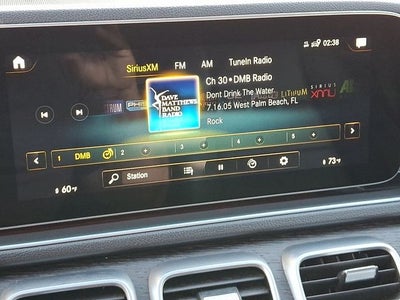 02:38
SiriusXM FM AM TuneIn Radio
Ch 30 • DMB Radio
Dont Drink The Water
7.16.05 West Palm Beach, FL
Rock
DAVE
MATTHEWS
BAND
RADIO
LITHIUM
SIRIUS
XMU
1 DMB 2 + 3 + 4 + 5 +
Station
60°F
73°F